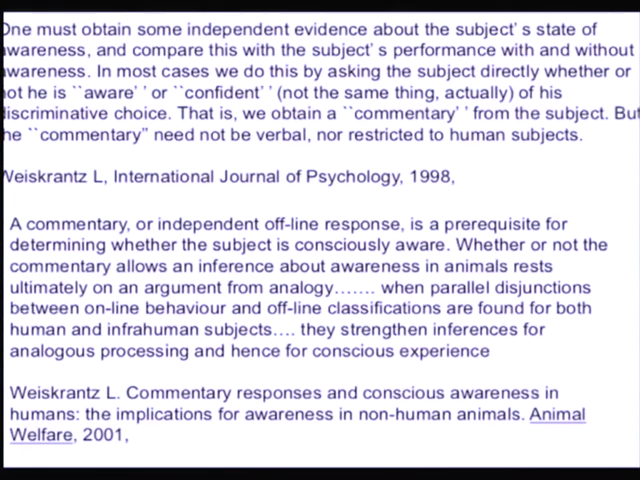 One must obtain some independent evidence about the subject' s state of
awareness, and compare this with the subject' s performance with and without
awareness. In most cases we do this by asking the subject directly whether or
not he is ``aware' ' or ``confident' ' (not the same thing, actually) of his
discriminative choice. That is, we obtain a ``commentary' ' from the subject. But
he ``commentary" need not be verbal, nor restricted to human subjects.
Weiskrantz L, International Journal of Psychology, 1998,
A commentary, or independent off-line response, is a prerequisite for
determining whether the subject is consciously aware. Whether or not the
commentary allows an inference about awareness in animals rests
ultimately on an argument from analogy……. when parallel disjunctions
between on-line behaviour and off-line classifications are found for both
human and infrahuman subjects…. they strengthen inferences for
analogous processing and hence for conscious experience
Weiskrantz L. Commentary responses and conscious awareness in
humans: the implications for awareness in non-human animals. Animal
Welfare, 2001,